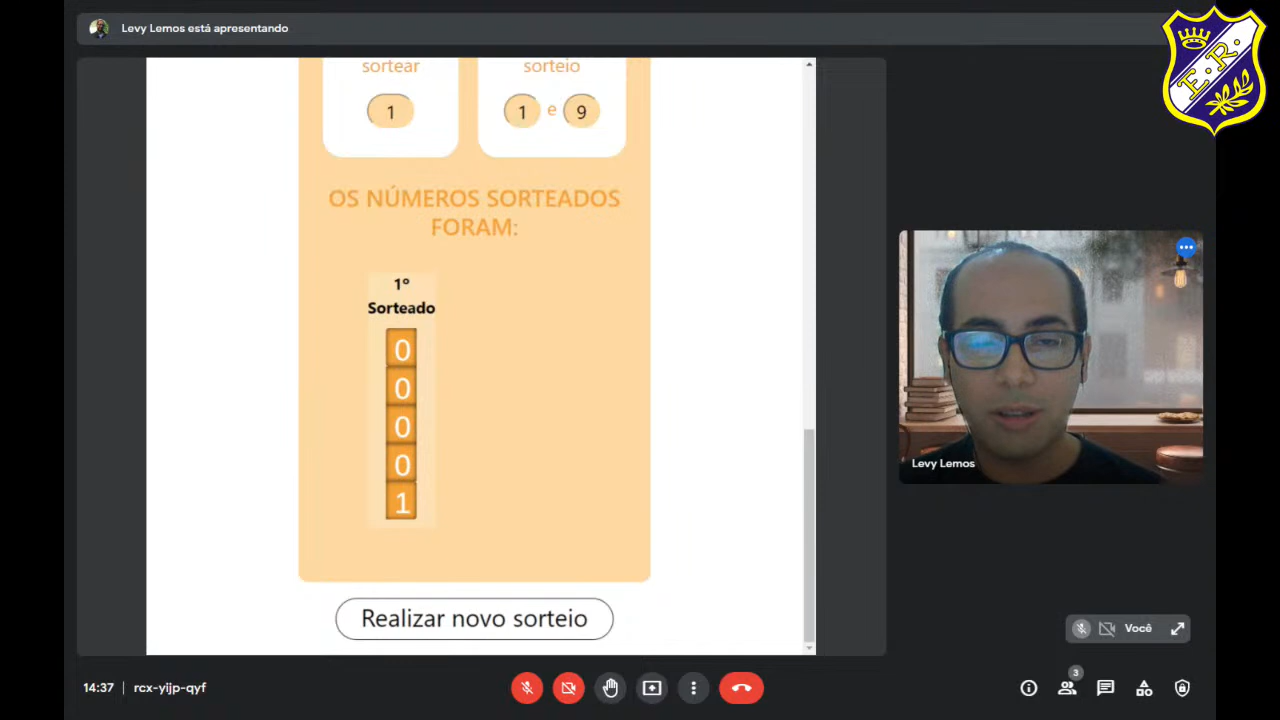 Levy Lemos está apresentando
E.R.
sortear
sorteio
1
1 e 9
OS NÚMEROS SORTEADOS
FORAM:
1º
Sorteado
0
0
0
0
1
Realizar novo sorteio
Levy Lemos
Você
14:37 | rcx-yijp-qyf
3